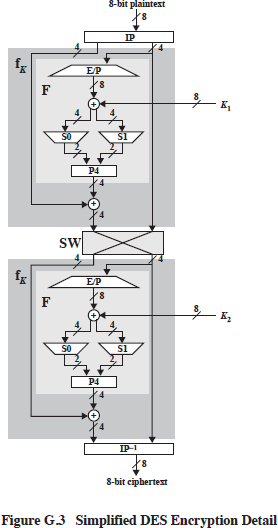 8-bit plaintext
8
IP
4
4
fK
E/P
F
8
8
+
K1
4
4
S0
S1
2
2
P4
4
+
4
SW
4
4
fK
E/P
F
8
8
+
K2
4
4
S0
S1
2
2
P4
4
+
4
IP–1
8
8-bit ciphertext
Figure G.3 Simplified DES Encryption Detail